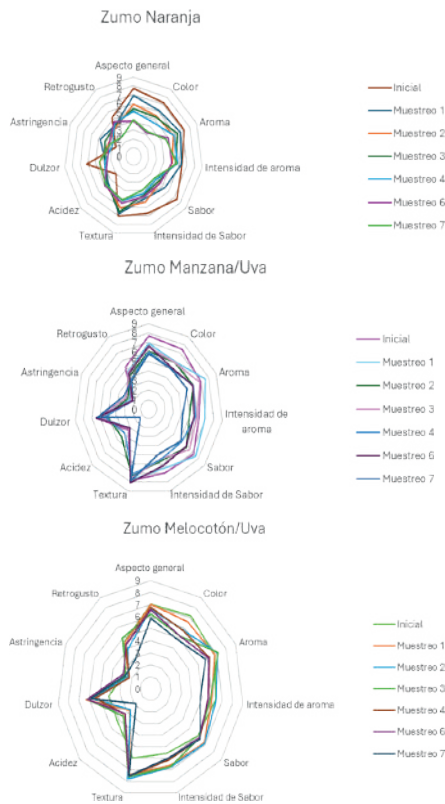 Zumo Naranja
Aspecto general
Retrogusto
Color
Astringencia
Aroma
Dulzor
Intensidad de aroma
Acidez
Sabor
Textura
Intensidad de Sabor
Inicial
Muestreo 1
Muestreo 2
Muestreo 3
Muestreo 4
Muestreo 6
Muestreo 7
Zumo Manzana/Uva
Aspecto general
Retrogusto
Color
Astringencia
Aroma
Dulzor
Intensidad de
aroma
Acidez
Sabor
Textura
Intensidad de Sabor
Inicial
Muestreo 1
Muestreo 2
Muestreo 3
Muestreo 4
Muestreo 6
Muestreo 7
Zumo Melocotón/Uva
Aspecto general
9
8
7
6
5
4
3
2
1
0
Retrogusto
Color
Astringencia
Aroma
Dulzor
Intensidad de aroma
Acidez
Sabor
Textura
Intensidad de Sabor
Inicial
Muestreo 1
Muestreo 2
Muestreo 3
Muestreo 4
Muestreo 6
Muestreo 7